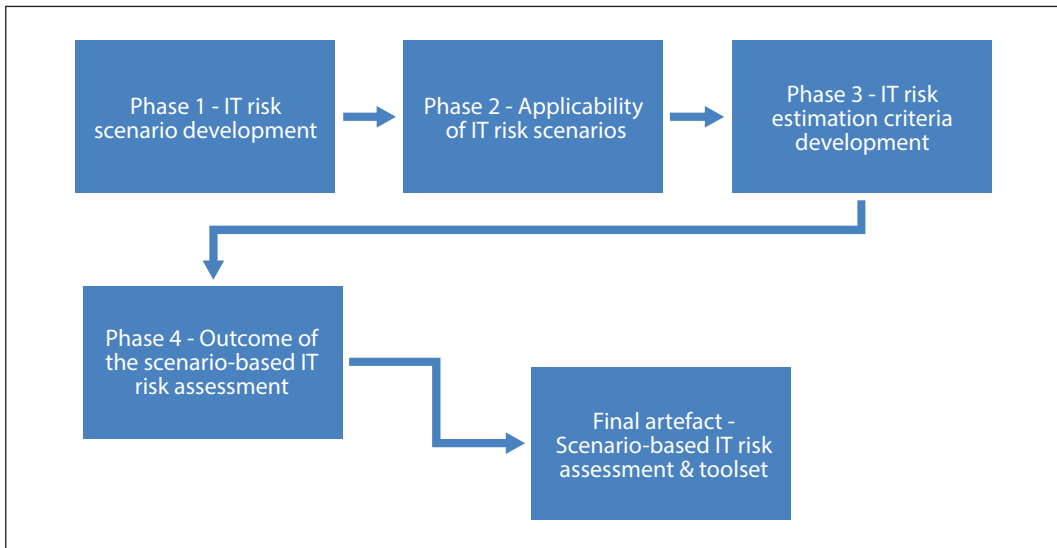 Phase 1 - IT risk
scenario development
Phase 2 - Applicability
of IT risk scenarios
Phase 3 - IT risk
estimation criteria
development
Phase 4 - Outcome of
the scenario-based IT
risk assessment
Final artefact -
Scenario-based IT risk
assessment & toolset